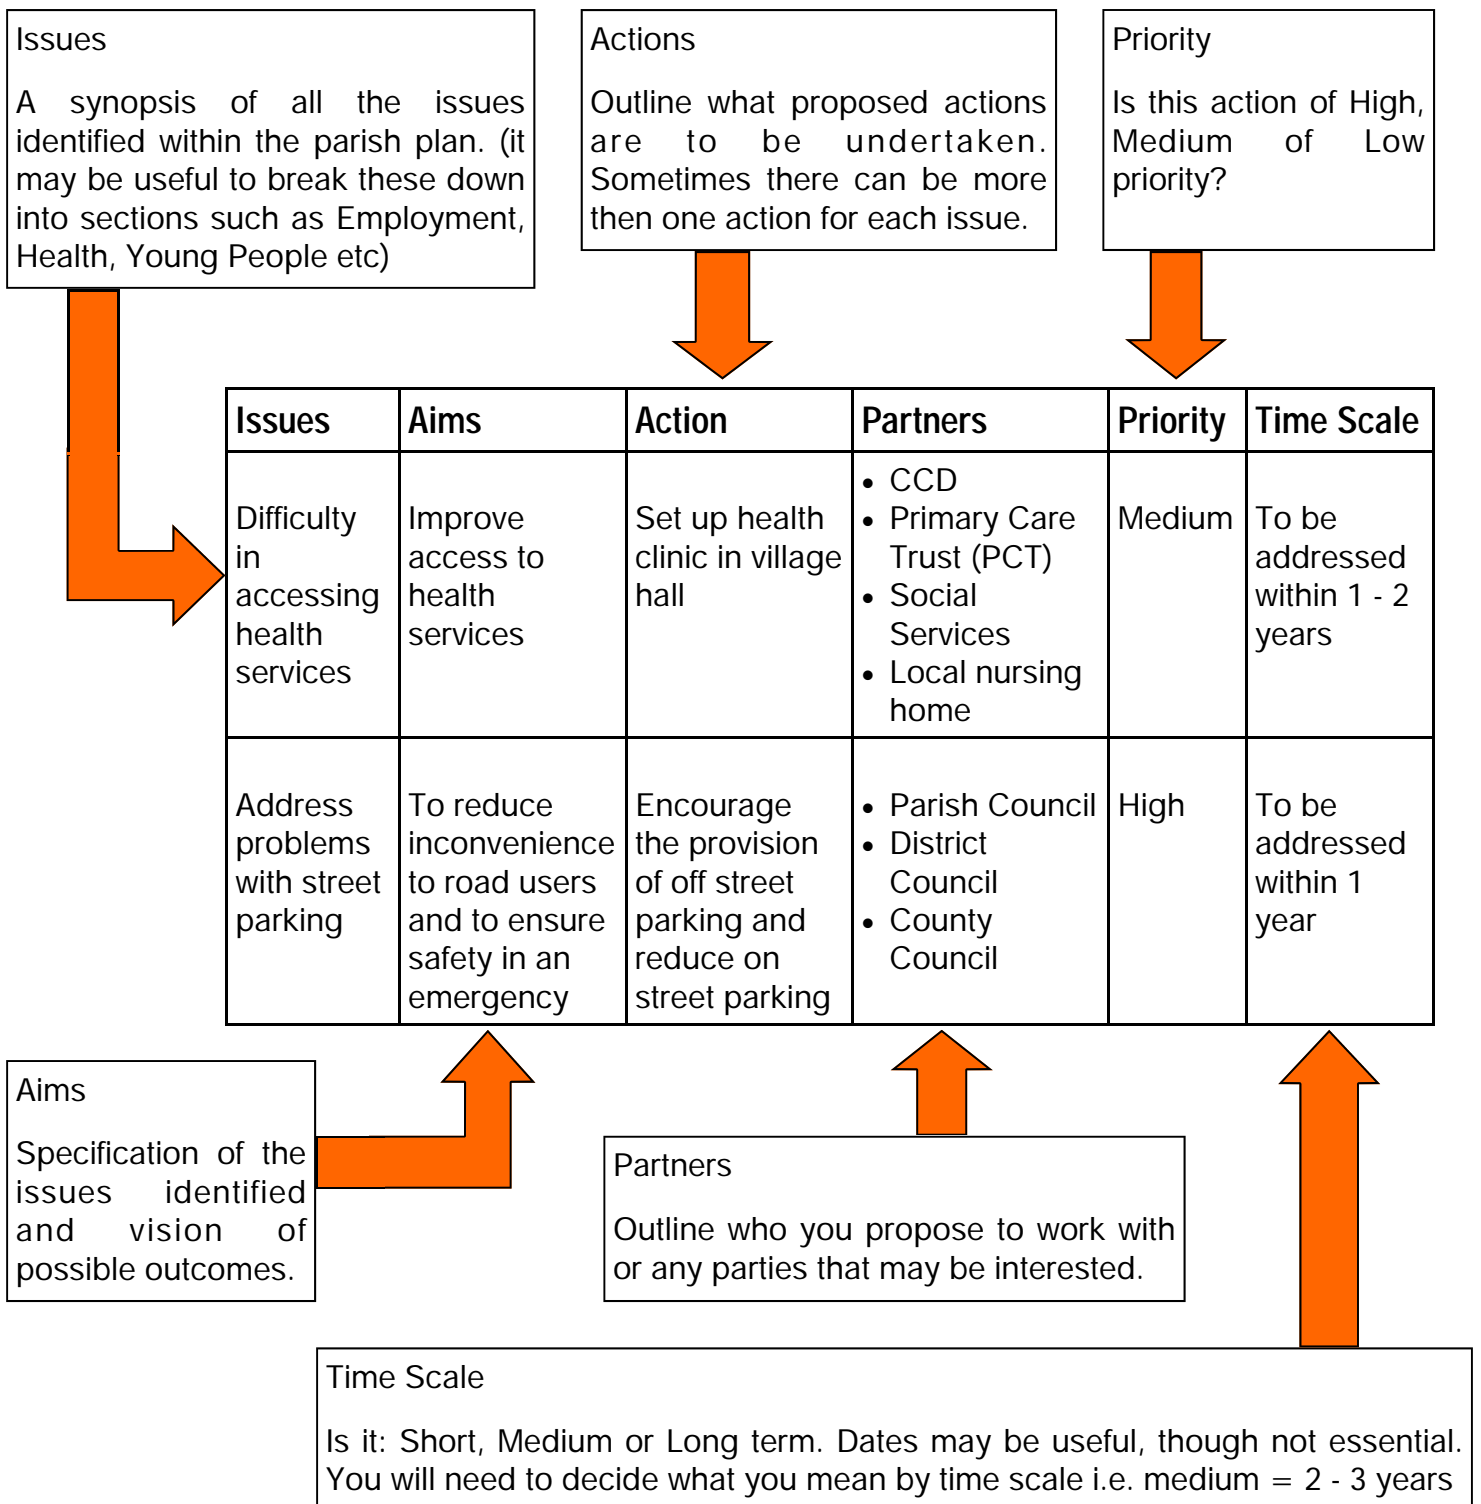 Issues
A synopsis of all the issues
identified within the parish plan. (it
may be useful to break these down
into sections such as Employment,
Health, Young People etc)
Actions
Outline what proposed actions
are to be undertaken.
Sometimes there can be more
then one action for each issue.
Priority
Is this action of High,
Medium of Low
priority?
Issues Aims Action Partners Priority Time Scale
Difficulty
in
accessing
health
services
Improve
access to
health
services
Set up health
clinic in village
hall
• CCD
• Primary Care
Trust (PCT)
• Social
Services
• Local nursing
home
Medium
To be
addressed
within 1 - 2
years
Address
problems
with street
parking
To reduce
inconvenience
to road users
and to ensure
safety in an
emergency
Encourage
the provision
of off street
parking and
reduce on
street parking
• Parish Council
• District
Council
• County
Council
High
To be
addressed
within 1
year
Aims
Specification of the
issues identified
and vision of
possible outcomes.
Partners
Outline who you propose to work with
or any parties that may be interested.
Time Scale
Is it: Short, Medium or Long term. Dates may be useful, though not essential.
You will need to decide what you mean by time scale i.e. medium = 2 - 3 years